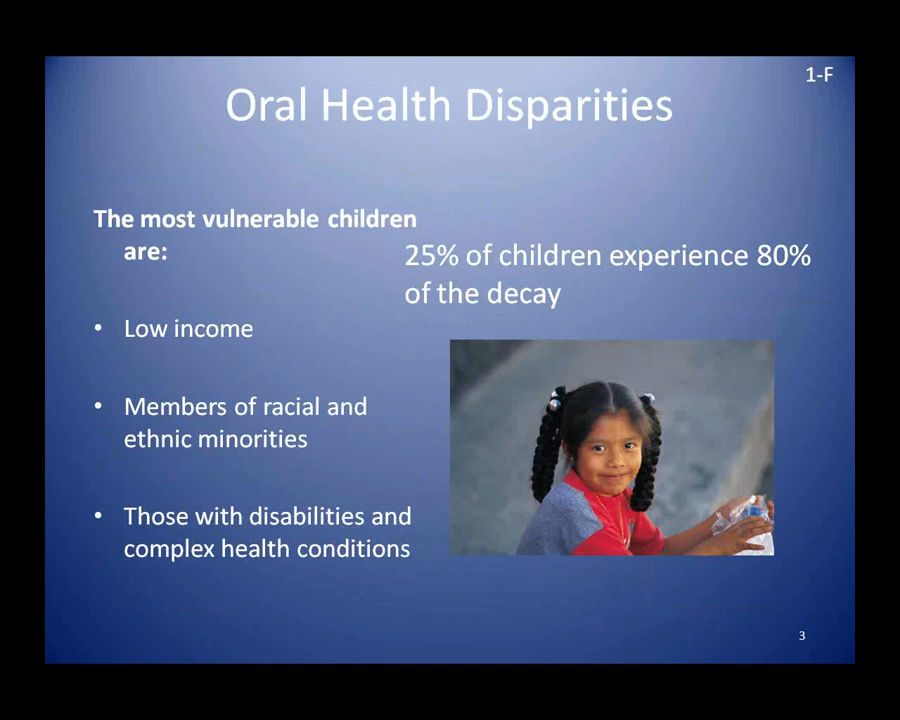 1-F
Oral Health Disparities
The most vulnerable children
are:
• Low income
• Members of racial and
ethnic minorities
• Those with disabilities and
complex health conditions
25% of children experience 80%
of the decay
3